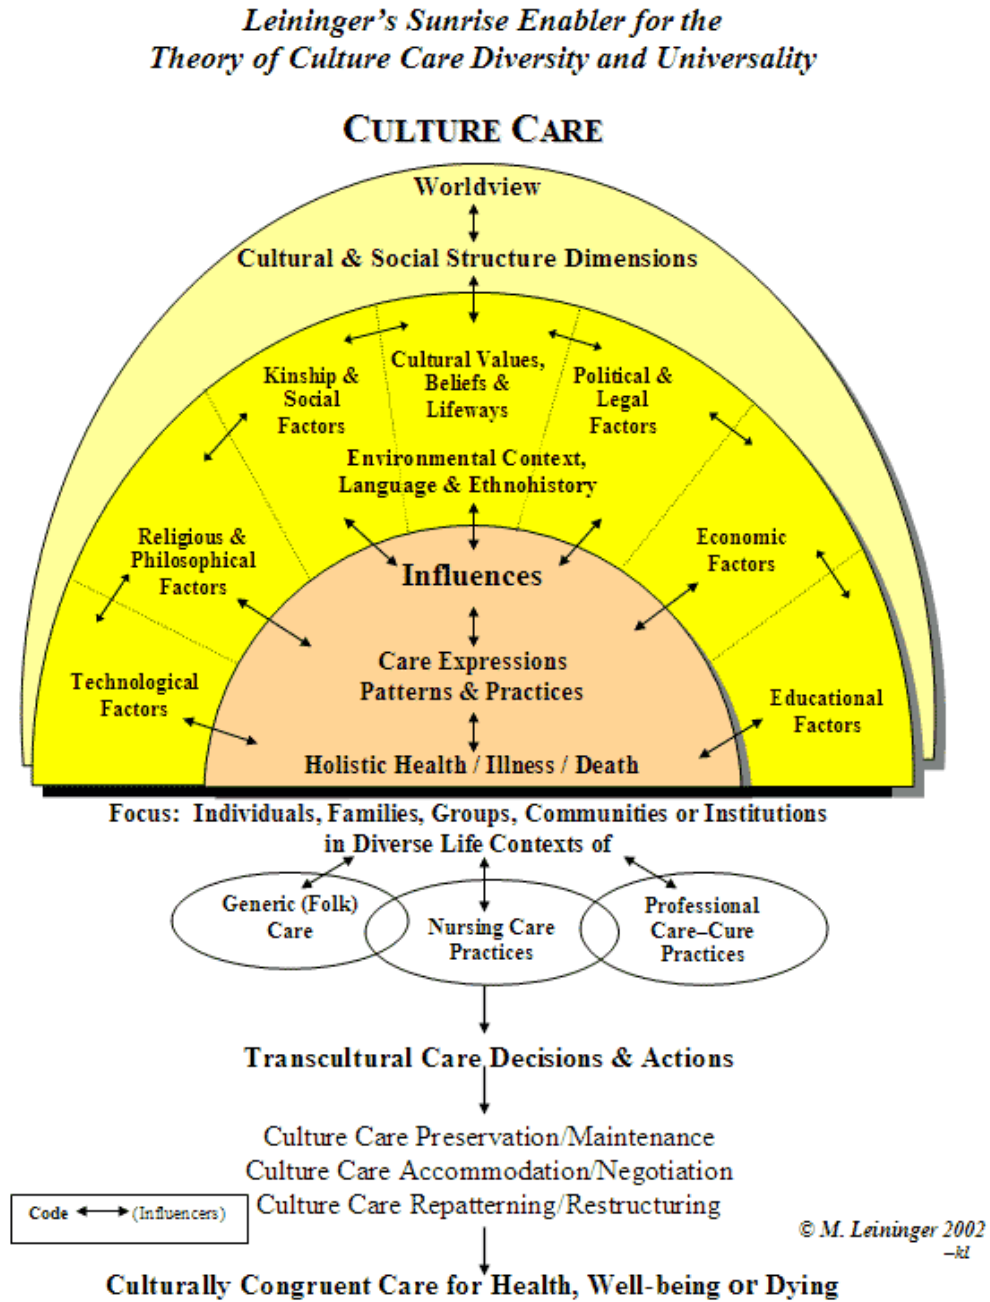 Leininger's Sunrise Enabler for the
Theory of Culture Care Diversity and Universality
CULTURE CARE
Worldview
Cultural & Social Structure Dimensions
Kinship &
Social
Factors
Cultural Values,
Beliefs &
Lifeways
Political &
Legal
Factors
Environmental Context,
Language & Ethnohistory
Religious &
Philosophical
Factors
Economic
Factors
Technological
Factors
Educational
Factors
Influences
Care Expressions
Patterns & Practices
Holistic Health / Illness / Death
Focus: Individuals, Families, Groups, Communities or Institutions
in Diverse Life Contexts of
Generic (Folk)
Care
Nursing Care
Practices
Professional
Care–Cure
Practices
Transcultural Care Decisions & Actions
Culture Care Preservation/Maintenance
Culture Care Accommodation/Negotiation
Culture Care Repatterning/Restructuring
Code (Influencers)
© M. Leininger 2002
–kl
Culturally Congruent Care for Health, Well-being or Dying